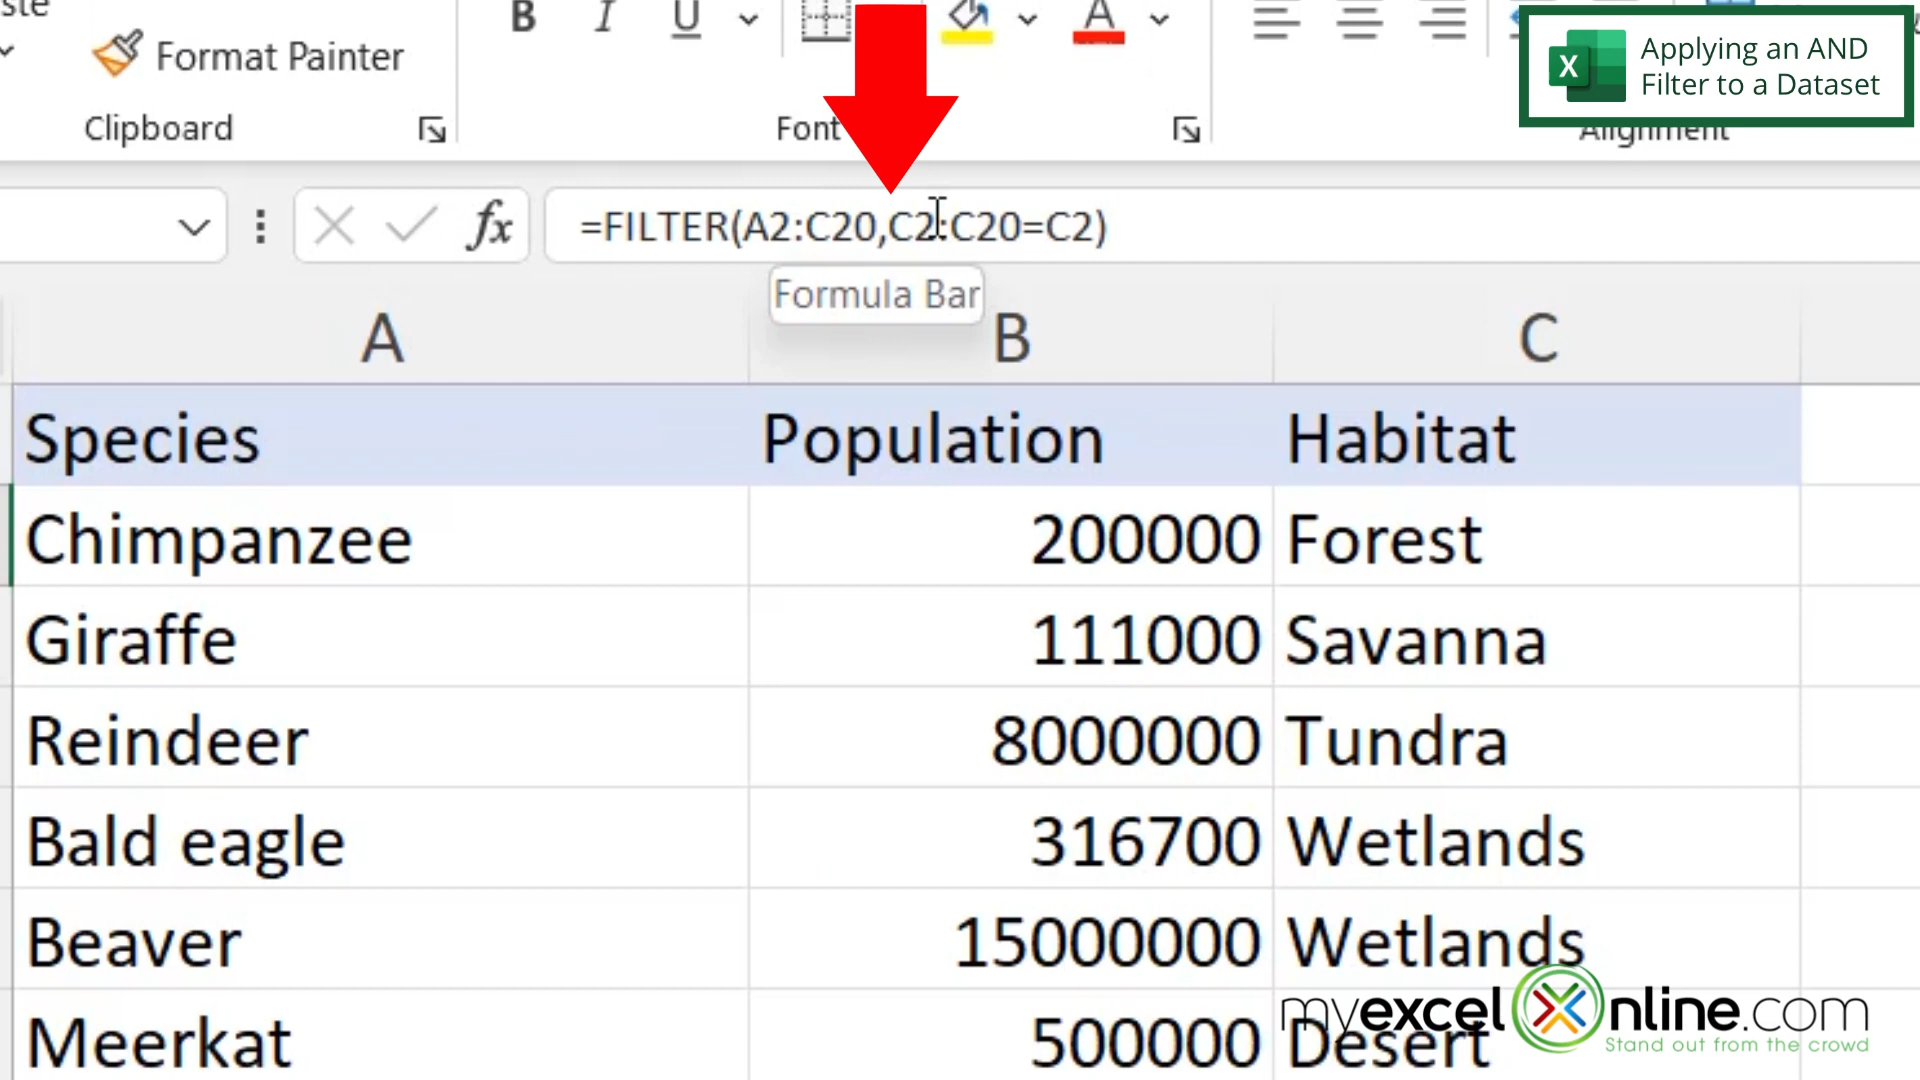 B I U A
Format Painter
Clipboard
Font
Alignment
X
Applying an AND
Filter to a Dataset
fx
=FILTER(A2:C20,C2:C20=C2)
Formula Bar
A B C
Species Population Habitat
Chimpanzee 200000 Forest
Giraffe 111000 Savanna
Reindeer 8000000 Tundra
Bald eagle 316700 Wetlands
Beaver 15000000 Wetlands
Meerkat 500000 Desert
myexcelonline.com
Stand out from the crowd